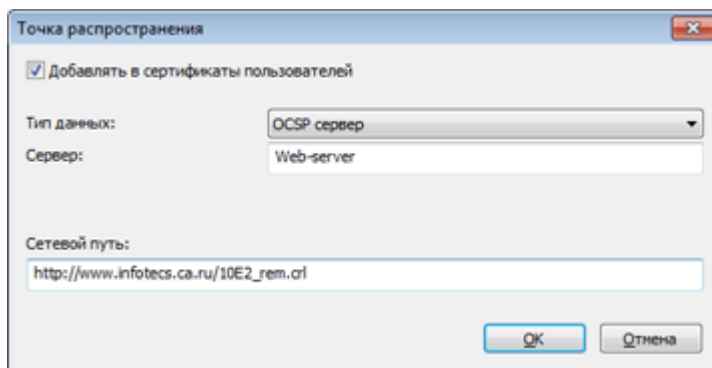 Точка распространения
Добавлять в сертификаты пользователей
Тип данных: OCSP сервер
Сервер: Web-server
Сетевой путь:
http://www.infotecs.ca.ru/10E2_rem.crl
OK Отмена